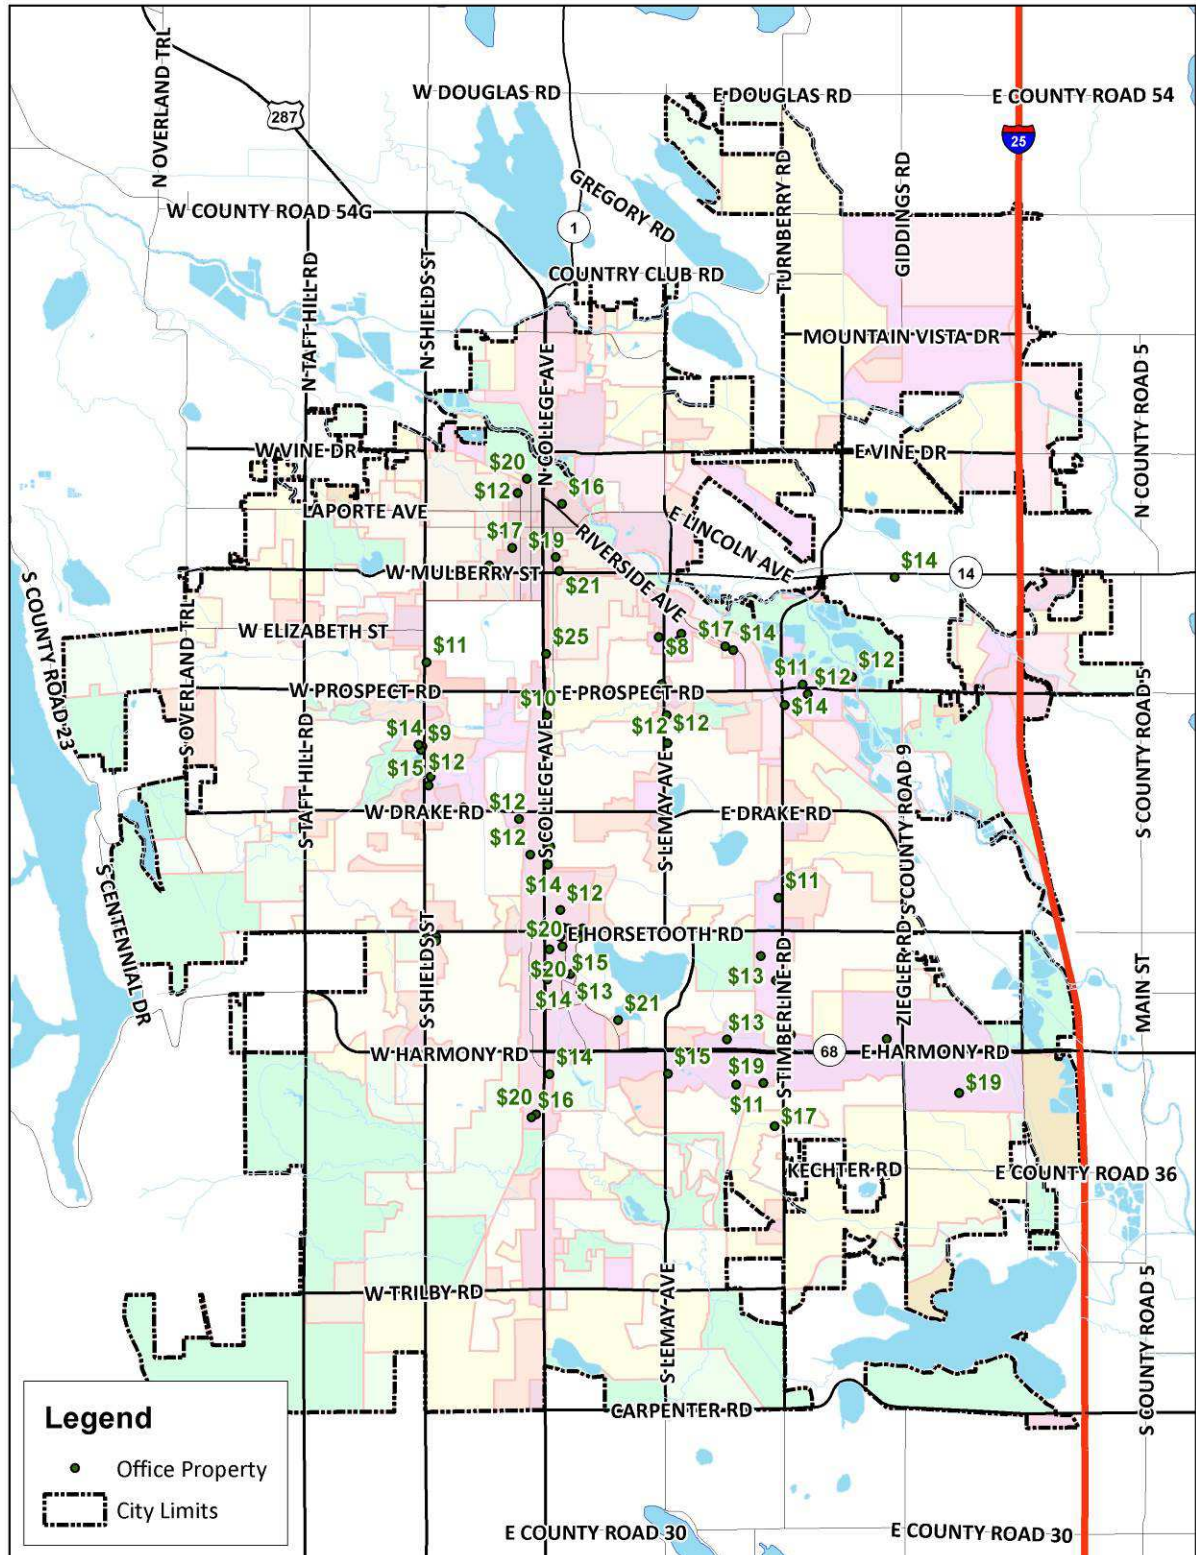 N OVERLAND TRL
W DOUGLAS RD
E DOUGLAS RD
E COUNTY ROAD 54
287
25
GREGORY RD
TURNBERRY RD
GIDDINGS RD
W COUNTY ROAD 54G
1
N TAFT HILL RD
N SHIELDS ST
COUNTRY CLUB RD
N COLLEGE AVE
MOUNTAIN VISTA DR
N COUNTY ROAD 5
W VINE DR
E VINE DR
$20
$12
$16
LAPORTE AVE
E LINCOLN AVE
RIVERSIDE AVE
$17
$19
$14
14
W MULBERRY ST
$21
S COUNTY ROAD 23
S OVERLAND TRL
W ELIZABETH ST
$25
$8
$17
$14
$11
$11
$12
$12
W PROSPECT RD
E PROSPECT RD
S COUNTY ROAD 5
$10
$14
$12
$12
$14
$9
$15
$12
S TAFT HILL RD
S COLLEGE AVE
S LEMAY AVE
S COUNTY ROAD 9
$12
W DRAKE RD
E DRAKE RD
$12
S CENTENNIAL DR
$14
$12
$11
S SHIELDS ST
$20
E HORSETOOTH RD
S TIMBERLINE RD
ZIEGLER RD
MAIN ST
$20
$15
$13
$14
$13
$21
$13
W HARMONY RD
68
E HARMONY RD
$14
$15
$19
$19
$20
$16
$11
$17
KECHTER RD
E COUNTY ROAD 36
W TRILBY RD
S LEMAY AVE
S COUNTY ROAD 5
CARPENTER RD
Legend
Office Property
City Limits
E COUNTY ROAD 30
E COUNTY ROAD 30